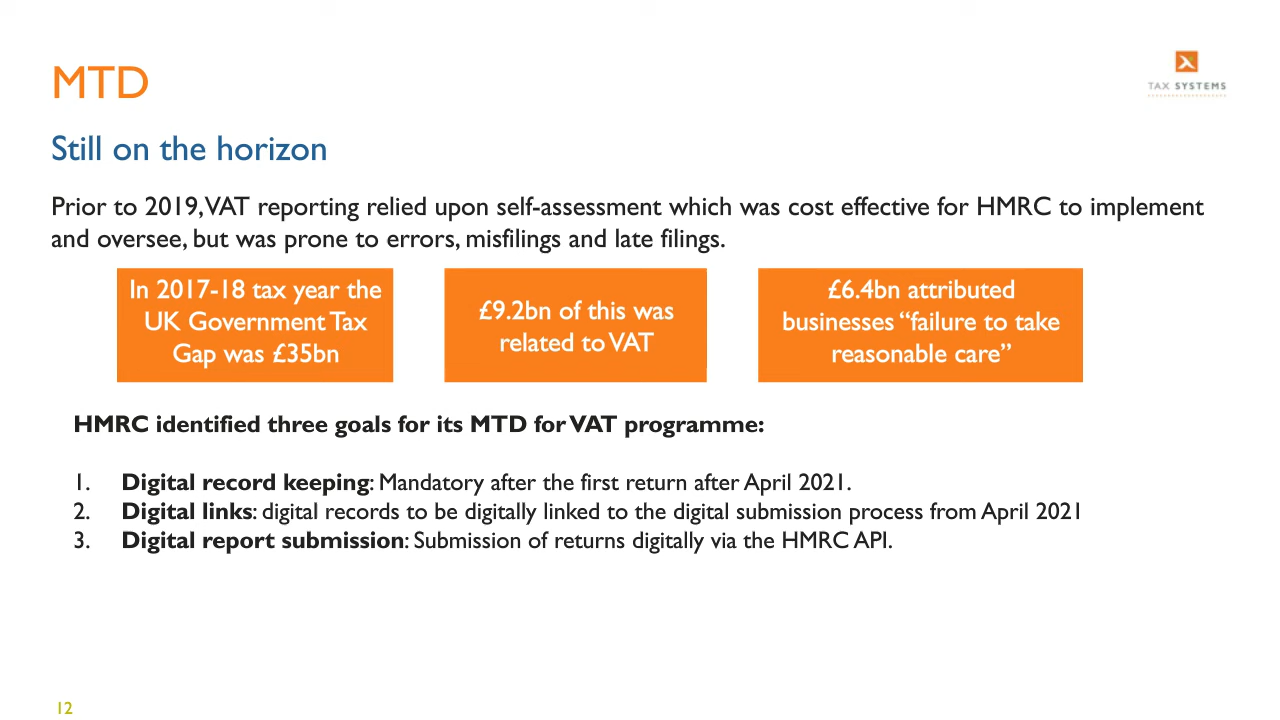 MTD
TAX SYSTEMS
Still on the horizon
Prior to 2019, VAT reporting relied upon self-assessment which was cost effective for HMRC to implement
and oversee, but was prone to errors, misfilings and late filings.
In 2017-18 tax year the
UK Government Tax
Gap was £35bn
£9.2bn of this was
related to VAT
£6.4bn attributed
businesses “failure to take
reasonable care”
HMRC identified three goals for its MTD for VAT programme:
1. Digital record keeping: Mandatory after the first return after April 2021.
2. Digital links: digital records to be digitally linked to the digital submission process from April 2021
3. Digital report submission: Submission of returns digitally via the HMRC API.
12